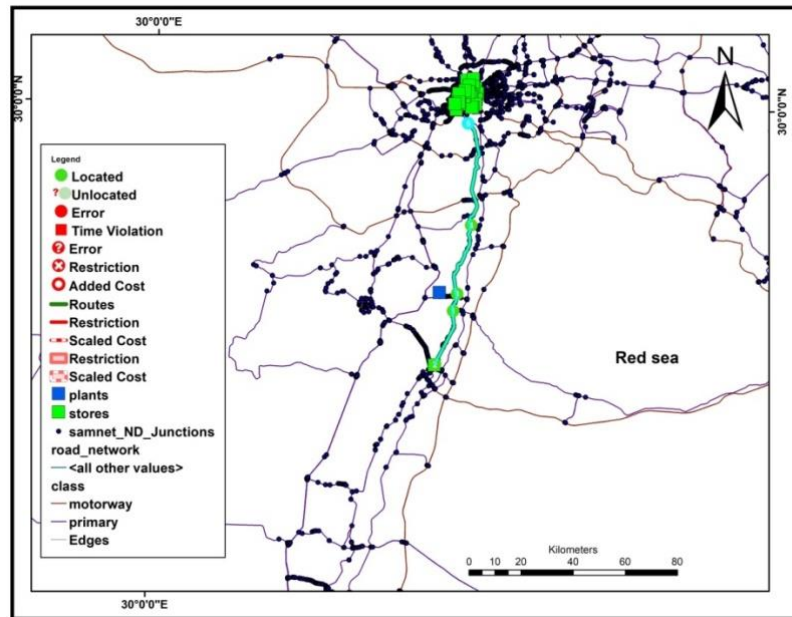 30°0'0"E
30°0'0"N
30°0'0"N
N
Legend
Located
?Unlocated
Error
Time Violation
? Error
Restriction
Added Cost
Routes
Restriction
Scaled Cost
Restriction
Scaled Cost
plants
stores
samnet_ND_Junctions
road_network
<all other values>
class
motorway
primary
Edges
Red sea
Kilometers
0 5 10 20 40 60 80
30°0'0"E